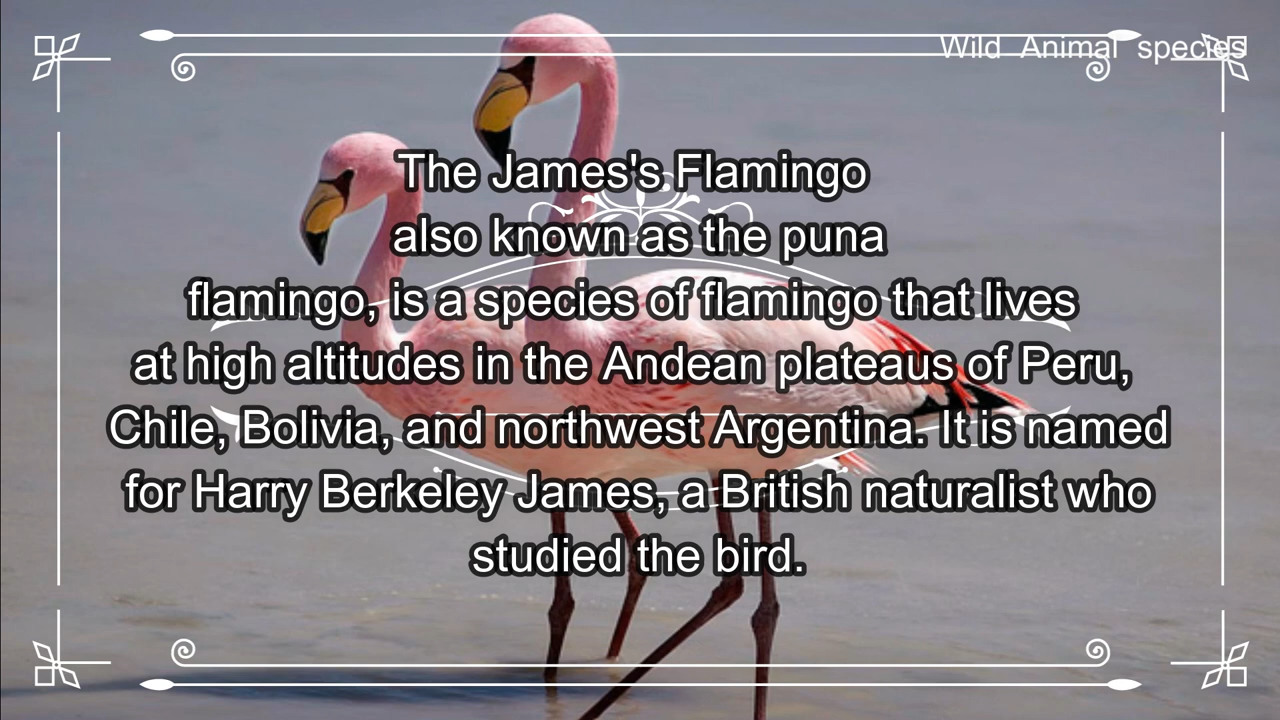 Wild Animal species
The James's Flamingo
also known as the puna
flamingo, is a species of flamingo that lives
at high altitudes in the Andean plateaus of Peru,
Chile, Bolivia, and northwest Argentina. It is named
for Harry Berkeley James, a British naturalist who
studied the bird.